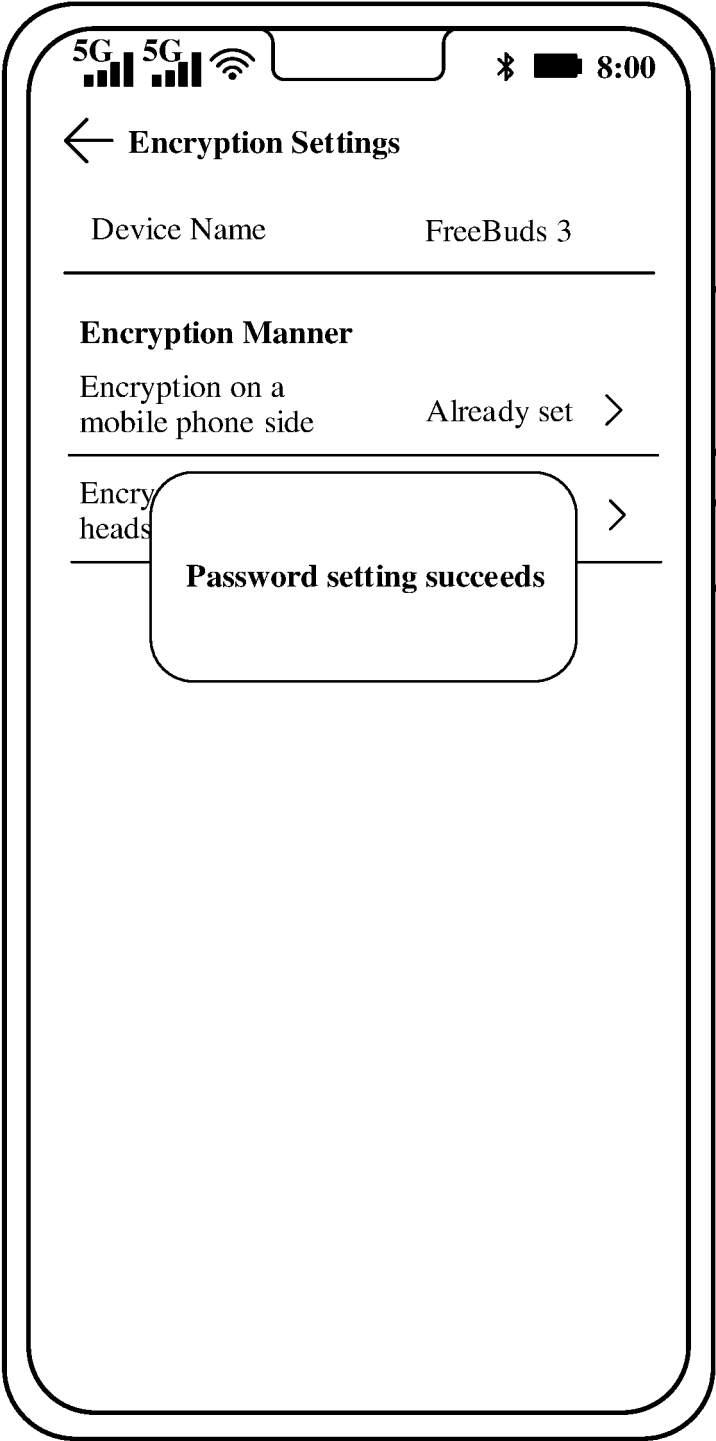 5G 5G 8:00
Encryption Settings
Device Name FreeBuds 3
Encryption Manner
Encryption on a
mobile phone side Already set
Encry
heads
Password setting succeeds